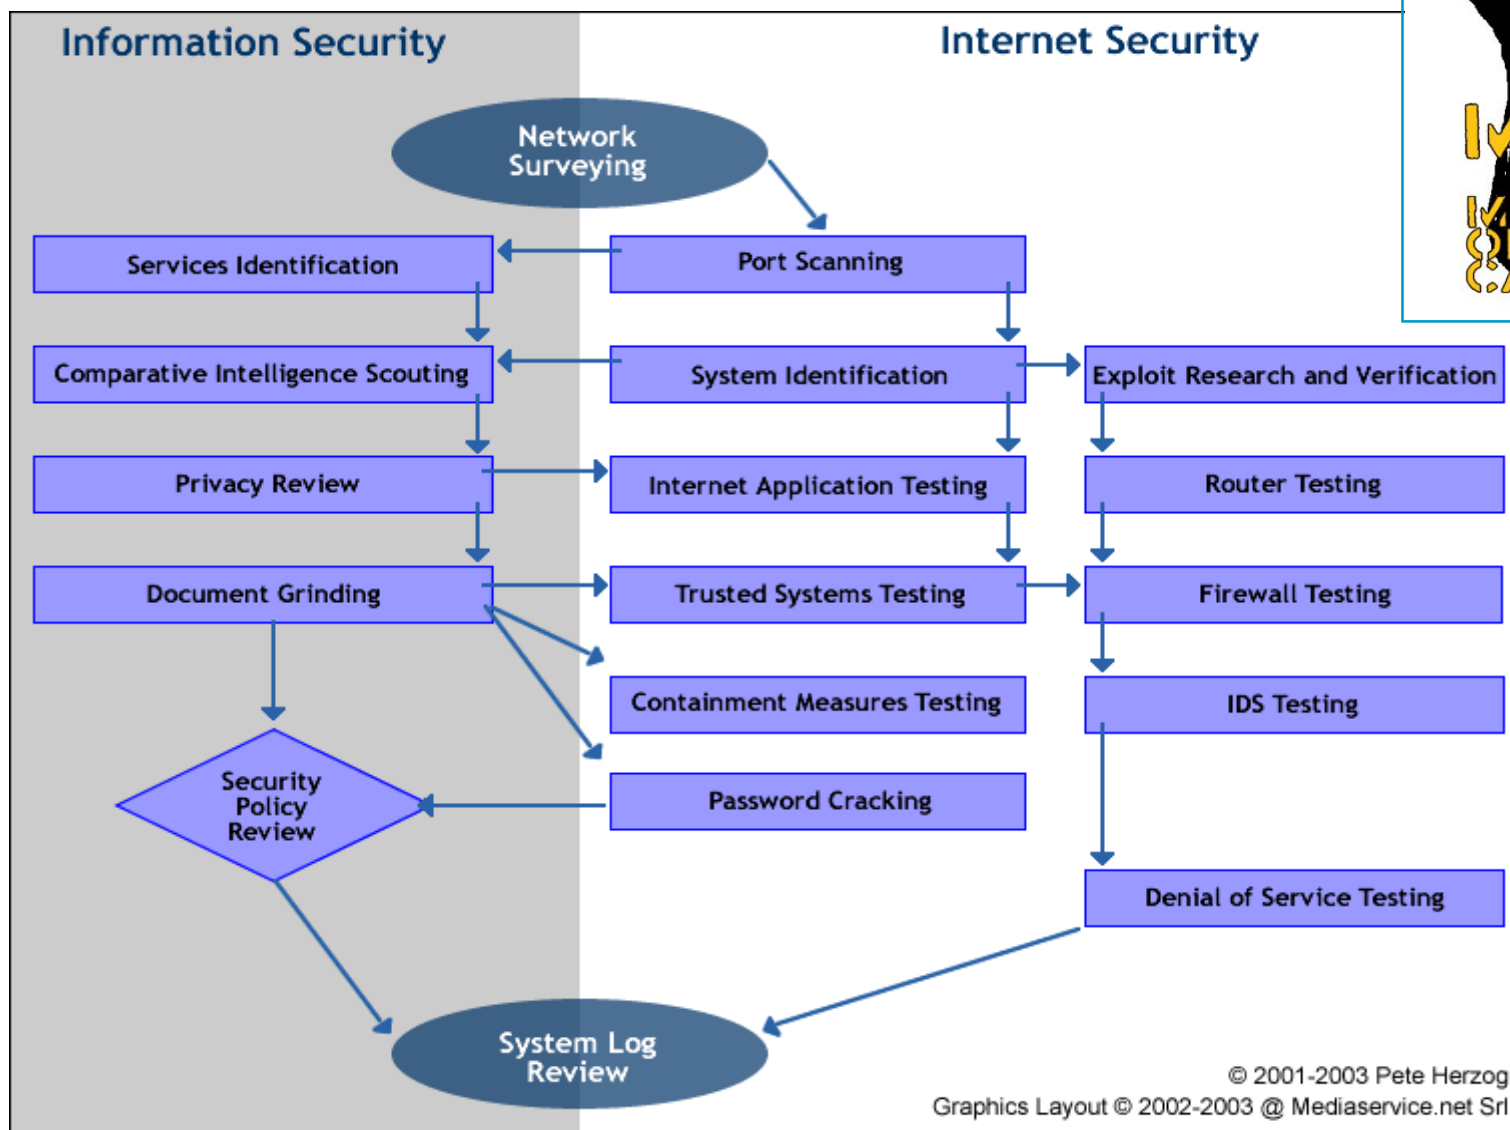 Information Security
Internet Security
Network
Surveying
Services Identification
Port Scanning
Comparative Intelligence Scouting
System Identification
Exploit Research and Verification
Privacy Review
Internet Application Testing
Router Testing
Document Grinding
Trusted Systems Testing
Firewall Testing
Containment Measures Testing
IDS Testing
Security
Policy
Review
Password Cracking
Denial of Service Testing
System Log
Review
© 2001-2003 Pete Herzog
Graphics Layout © 2002-2003 @ Mediaservice.net Srl